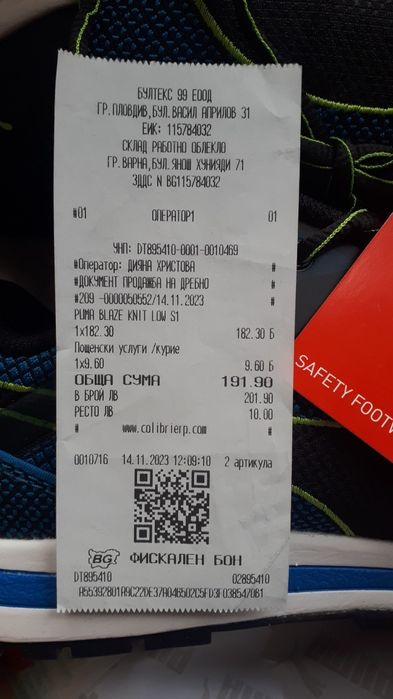 БУЛТЕКС 99 ЕООД
ГР.ПЛОВДИВ,БУЛ.ВАСИЛ АПРИЛОВ 31
ЕИК: 115784032
СКЛАД РАБОТНО ОБЛЕКЛО
ГР.ВАРНА,БУЛ.ЯНОШ ХУНИЯДИ 71
ЗДДС N BG115784032
#01 ОПЕРАТОР1 01
УНП: DT895410-0001-0010469
#Оператор: ДИЯНА ХРИСТОВА #
#ДОКУМЕНТ ПРОДАЖБА НА ДРЕБНО #
#209 -0000050552/14.11.2023 #
PUMA BLAZE KNIT LOW S1
1x182.30 182.30 Б
Пощенски услуги /курие
1x9.60 9.60 Б
ОБЩА СУМА 191.90
В БРОЙ ЛВ 201.90
РЕСТО ЛВ 10.00
# www.colibrierp.com #
0010716 14.11.2023 12:09:10 2 артикула
BG ФИСКАЛЕН БОН
DT895410 02895410
A55392801A9C22DE37A046502C5FD3F0385470B1
SAFETY FOOTW